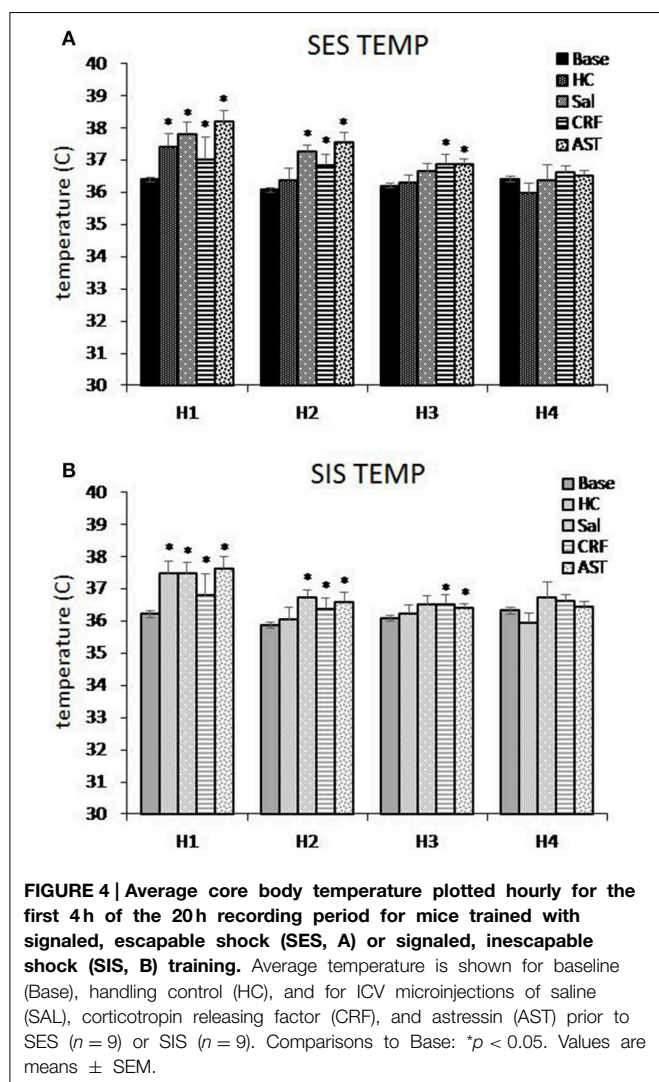 A
SES TEMP
Base
HC
Sal
CRF
AST
temperature (C)
40
39
38
37
36
35
34
33
32
31
30
* * * *
* * *
* *
H1 H2 H3 H4
B
SIS TEMP
Base
HC
Sal
CRF
AST
temperature (C)
40
39
38
37
36
35
34
33
32
31
30
* * * *
* * *
* *
H1 H2 H3 H4
FIGURE 4 | Average core body temperature plotted hourly for the
first 4 h of the 20 h recording period for mice trained with
signaled, escapable shock (SES, A) or signaled, inescapable
shock (SIS, B) training. Average temperature is shown for baseline
(Base), handling control (HC), and for ICV microinjections of saline
(SAL), corticotropin releasing factor (CRF), and astressin (AST) prior to
SES (n = 9) or SIS (n = 9). Comparisons to Base: *p < 0.05. Values are
means ± SEM.